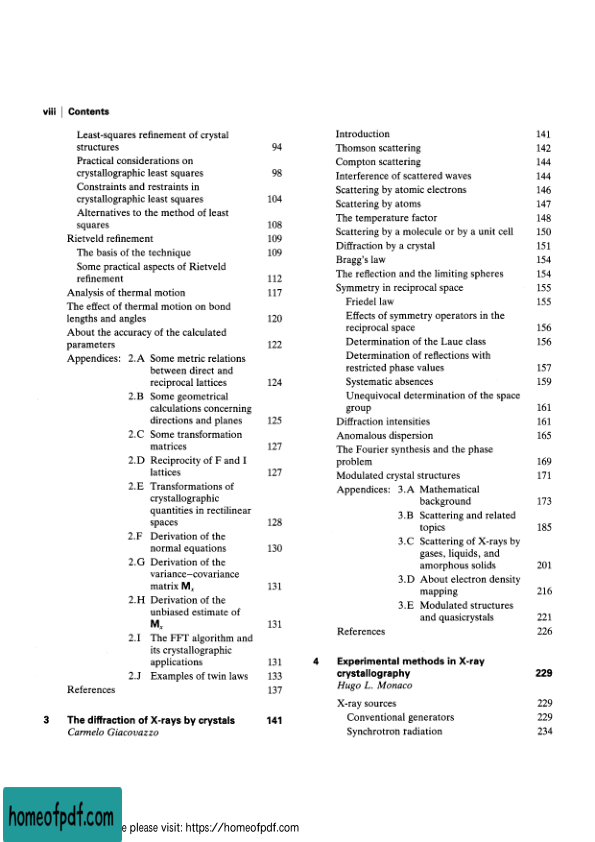 viii | Contents
Least-squares refinement of crystal
structures 94
Practical considerations on
crystallographic least squares 98
Constraints and restraints in
crystallographic least squares 104
Alternatives to the method of least
squares 108
Rietveld refinement 109
The basis of the technique 109
Some practical aspects of Rietveld
refinement 112
Analysis of thermal motion 117
The effect of thermal motion on bond
lengths and angles 120
About the accuracy of the calculated
parameters 122
Appendices: 2.A Some metric relations
between direct and
reciprocal lattices 124
2.B Some geometrical
calculations concerning
directions and planes 125
2.C Some transformation
matrices 127
2.D Reciprocity of F and I
lattices 127
2.E Transformations of
crystallographic
quantities in rectilinear
spaces 128
2.F Derivation of the
normal equations 130
2.G Derivation of the
variance–covariance
matrix Mx 131
2.H Derivation of the
unbiased estimate of
Mx 131
2.I The FFT algorithm and
its crystallographic
applications 131
2.J Examples of twin laws 133
References 137
3 The diffraction of X-rays by crystals 141
Carmelo Giacovazzo
Introduction 141
Thomson scattering 142
Compton scattering 144
Interference of scattered waves 144
Scattering by atomic electrons 146
Scattering by atoms 147
The temperature factor 148
Scattering by a molecule or by a unit cell 150
Diffraction by a crystal 151
Bragg's law 154
The reflection and the limiting spheres 154
Symmetry in reciprocal space 155
Friedel law 155
Effects of symmetry operators in the
reciprocal space 156
Determination of the Laue class 156
Determination of reflections with
restricted phase values 157
Systematic absences 159
Unequivocal determination of the space
group 161
Diffraction intensities 161
Anomalous dispersion 165
The Fourier synthesis and the phase
problem 169
Modulated crystal structures 171
Appendices: 3.A Mathematical
background 173
3.B Scattering and related
topics 185
3.C Scattering of X-rays by
gases, liquids, and
amorphous solids 201
3.D About electron density
mapping 216
3.E Modulated structures
and quasicrystals 221
References 226
4 Experimental methods in X-ray
crystallography 229
Hugo L. Monaco
X-ray sources 229
Conventional generators 229
Synchrotron radiation 234
homeofpdf.com
e please visit: https://homeofpdf.com